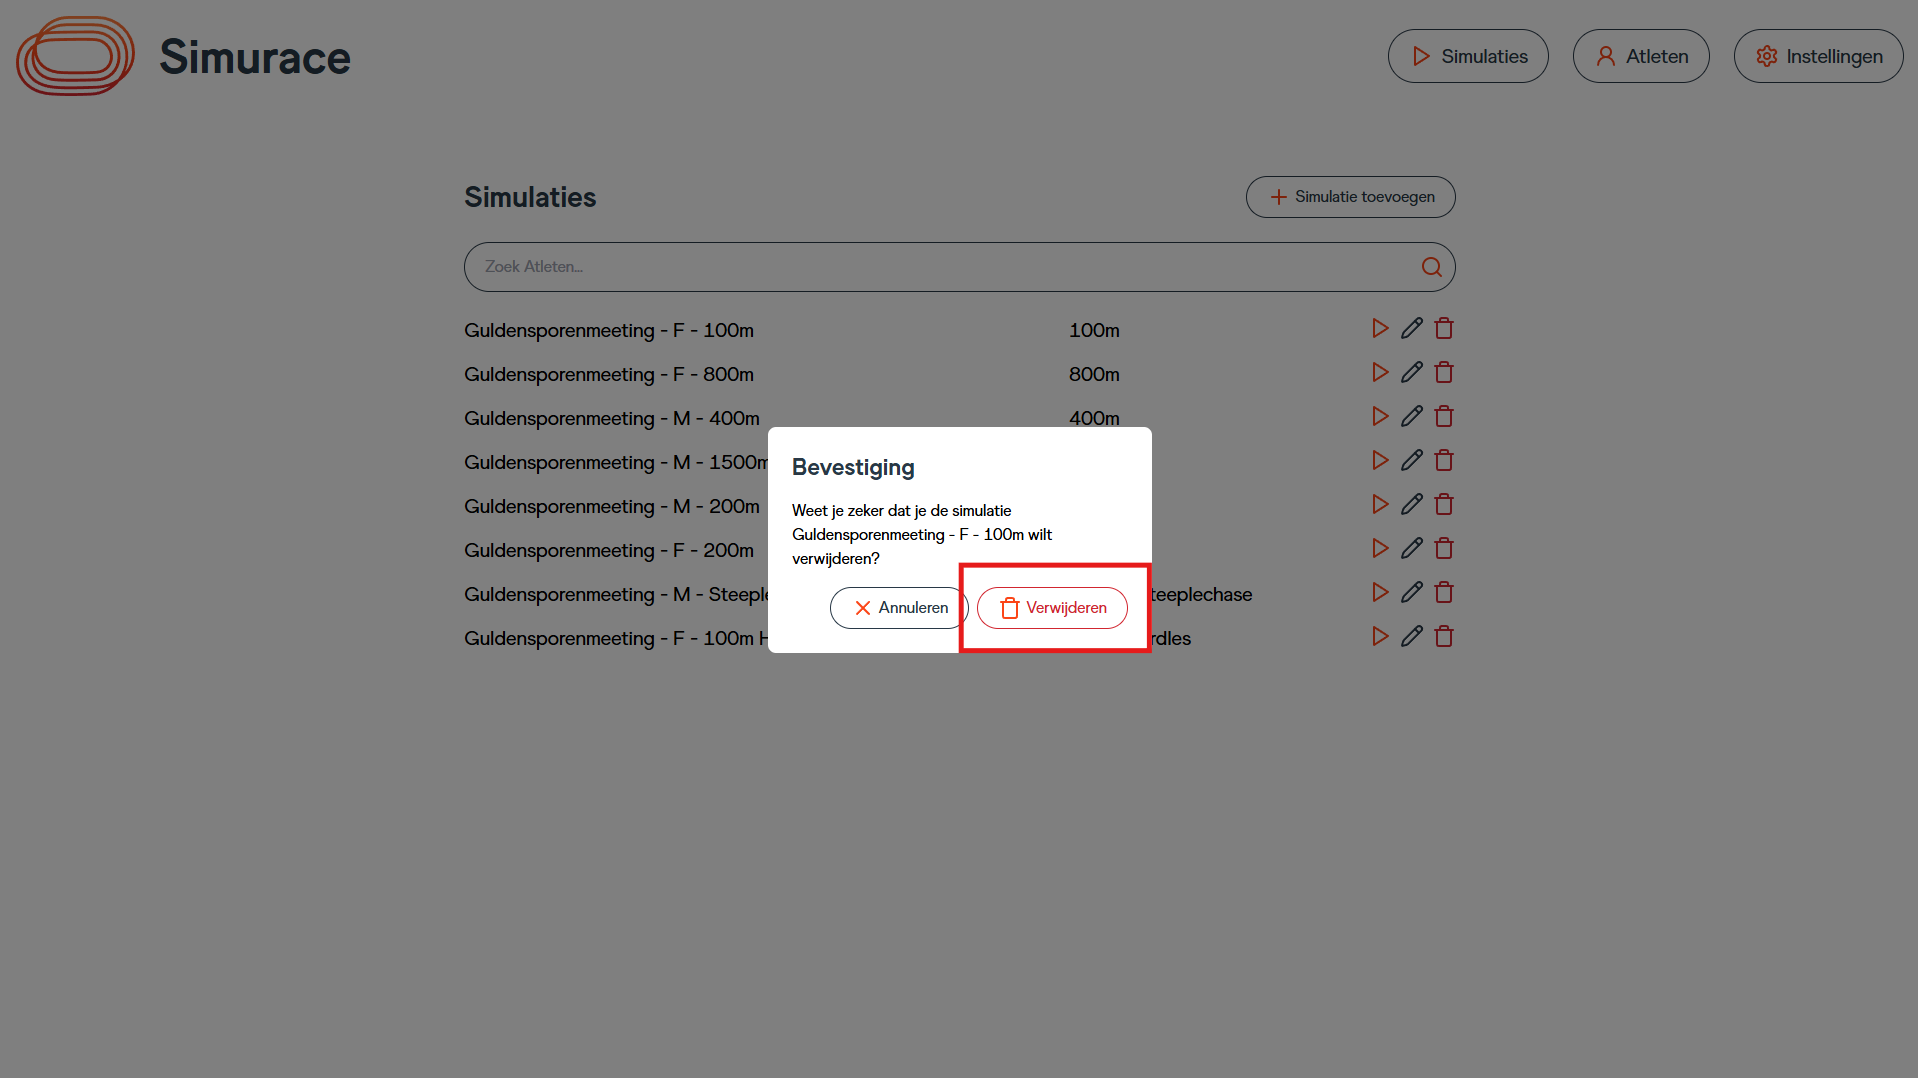 Simurace
Simulaties
Atleten
Instellingen
Simulaties
Simulatie toevoegen
Zoek Atleten...
Guldensporenmeeting - F - 100m 100m
Guldensporenmeeting - F - 800m 800m
Guldensporenmeeting - M - 400m 400m
Guldensporenmeeting - M - 1500m
Guldensporenmeeting - M - 200m
Guldensporenmeeting - F - 200m
Guldensporenmeeting - M - Steeple teeplechase
Guldensporenmeeting - F - 100m H rdles
Bevestiging
Weet je zeker dat je de simulatie
Guldensporenmeeting - F - 100m wilt
verwijderen?
Annuleren
Verwijderen